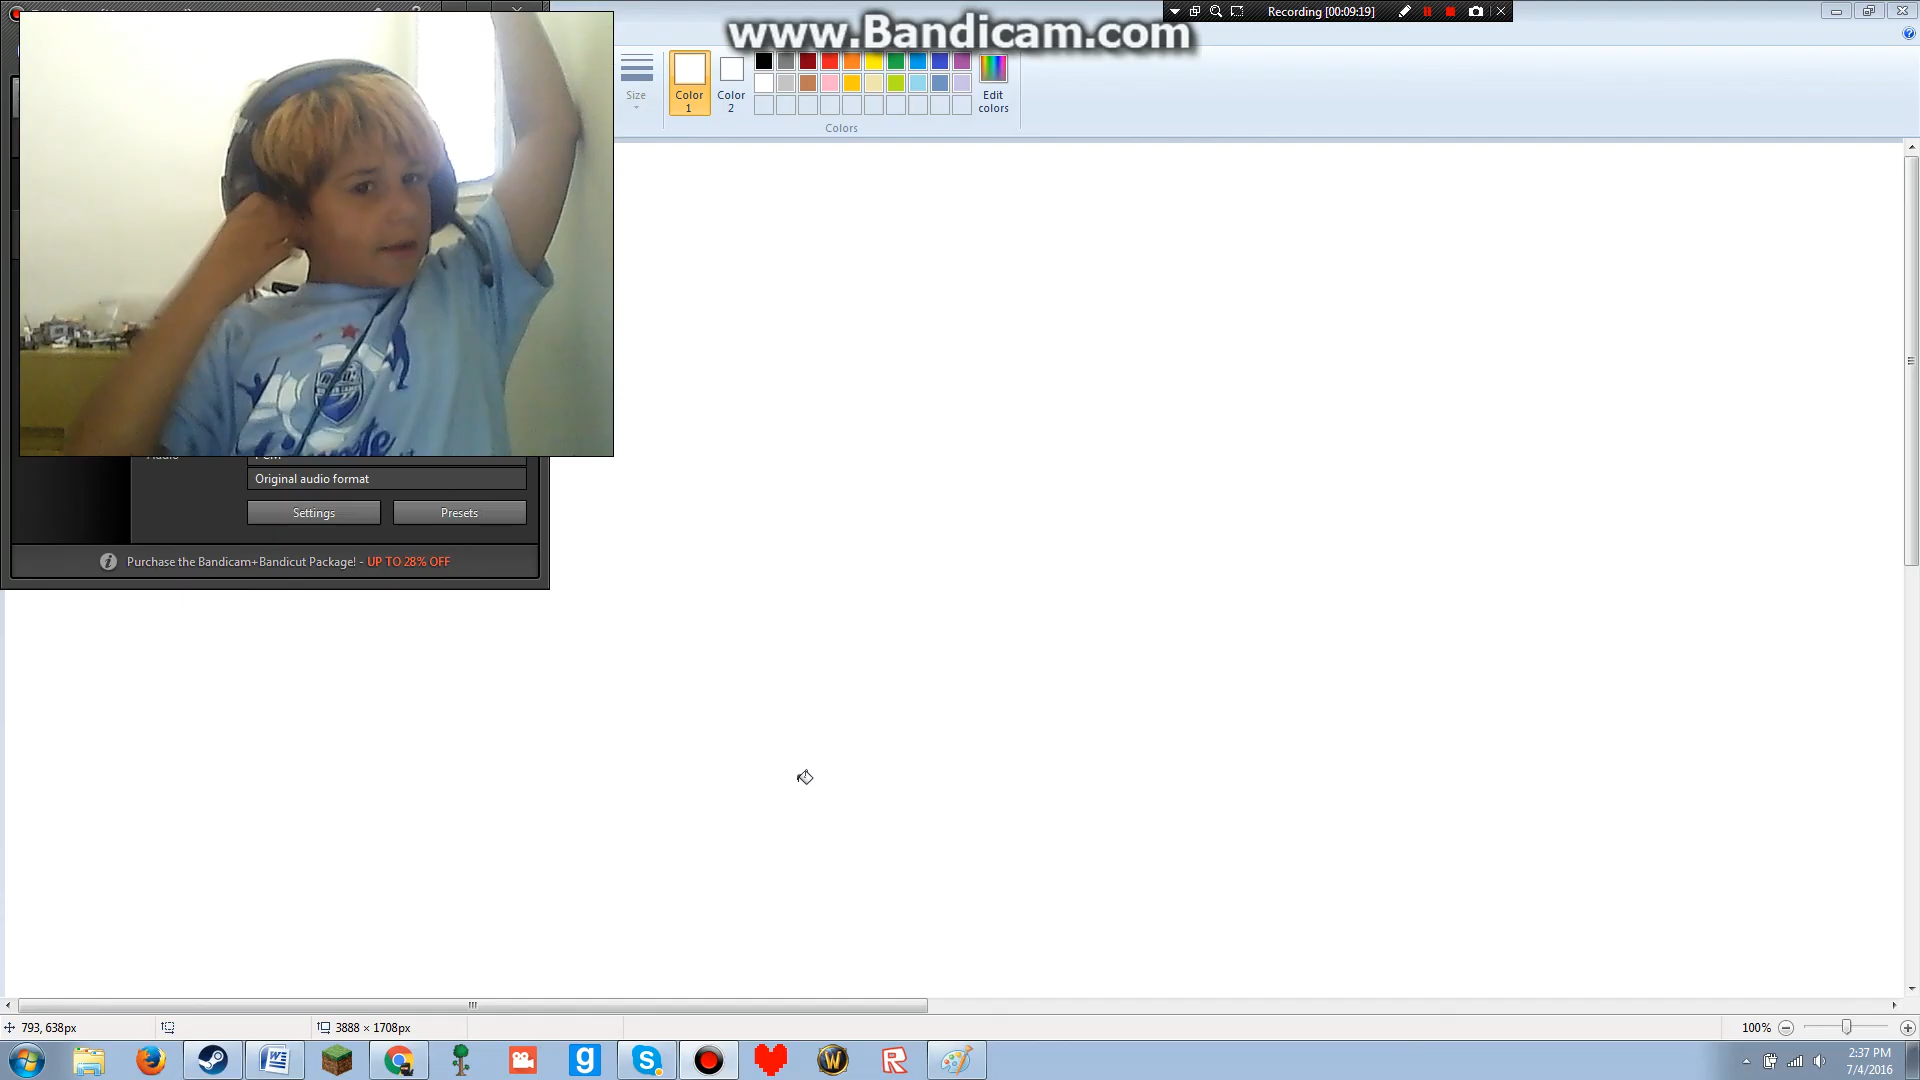 www.Bandicam.com
Recording [00:09:19]
Size
Color 1
Color 2
Edit colors
Colors
Original audio format
Settings
Presets
Purchase the Bandicam+Bandicut Package! - UP TO 28% OFF
793, 638px
3888 × 1708px
100%
2:37 PM
7/4/2016